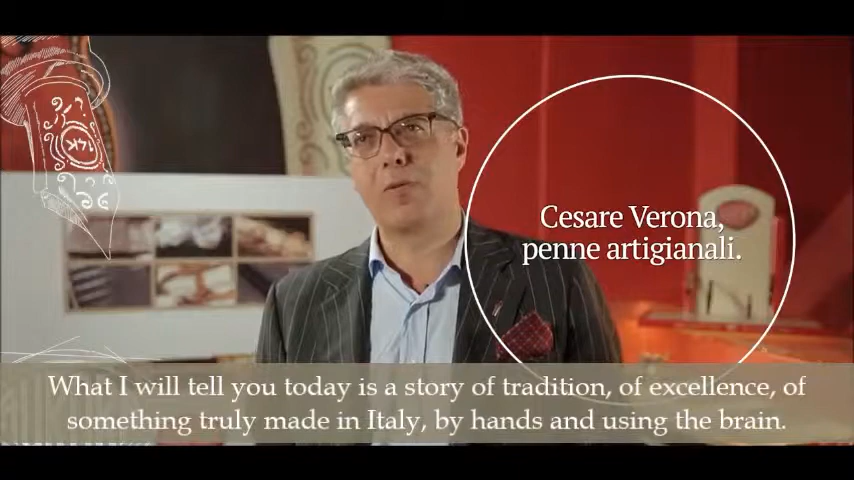 Cesare Verona,
penne artigianali.
What I will tell you today is a story of tradition, of excellence, of
something truly made in Italy, by hands and using the brain.